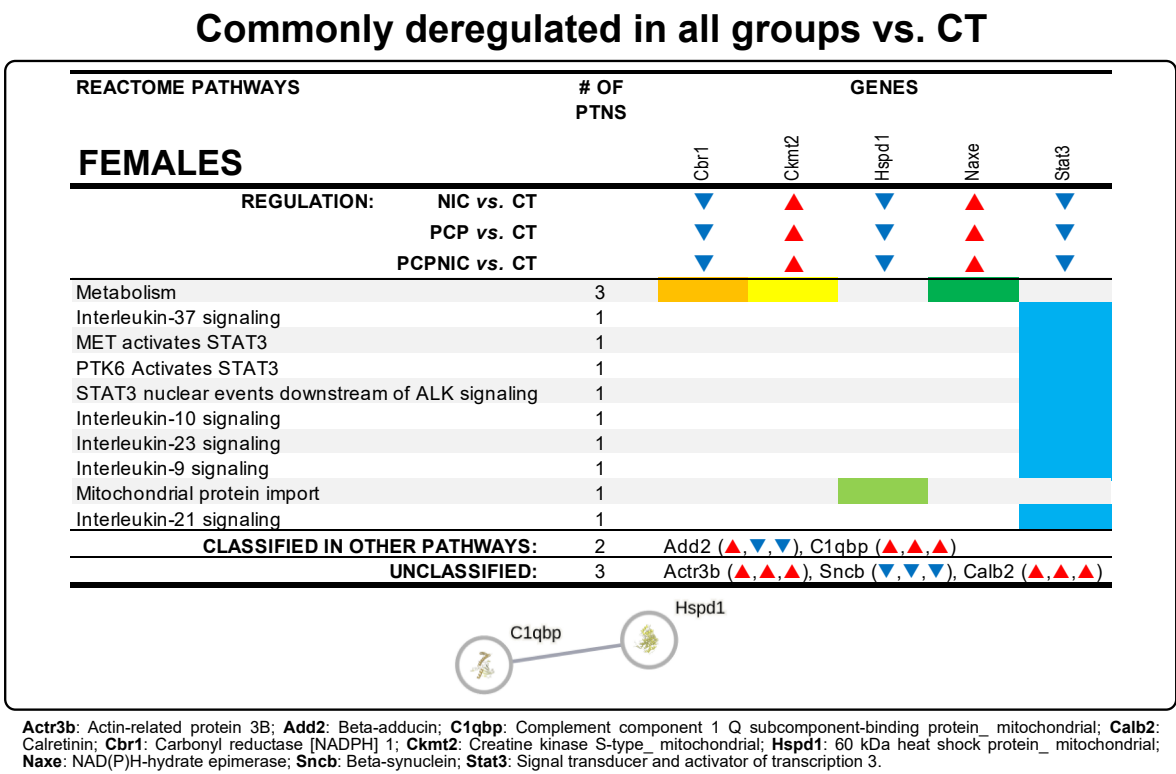 Commonly deregulated in all groups vs. CT
REACTOME PATHWAYS # OF PTNS GENES
FEMALES Cbr1 Ckmt2 Hspd1 Naxe Stat3
REGULATION: NIC vs. CT ▼ ▲ ▼ ▲ ▼
PCP vs. CT ▼ ▲ ▼ ▲ ▼
PCPNIC vs. CT ▼ ▲ ▼ ▲ ▼
Metabolism 3
Interleukin-37 signaling 1
MET activates STAT3 1
PTK6 Activates STAT3 1
STAT3 nuclear events downstream of ALK signaling 1
Interleukin-10 signaling 1
Interleukin-23 signaling 1
Interleukin-9 signaling 1
Mitochondrial protein import 1
Interleukin-21 signaling 1
CLASSIFIED IN OTHER PATHWAYS: 2 Add2 (▲,▼,▼), C1qbp (▲,▲,▲)
UNCLASSIFIED: 3 Actr3b (▲,▲,▲), Sncb (▼,▼,▼), Calb2 (▲,▲,▲)
Hspd1
C1qbp
Actr3b: Actin-related protein 3B; Add2: Beta-adducin; C1qbp: Complement component 1 Q subcomponent-binding protein_ mitochondrial; Calb2:
Calretinin; Cbr1: Carbonyl reductase [NADPH] 1; Ckmt2: Creatine kinase S-type_ mitochondrial; Hspd1: 60 kDa heat shock protein_ mitochondrial;
Naxe: NAD(P)H-hydrate epimerase; Sncb: Beta-synuclein; Stat3: Signal transducer and activator of transcription 3.